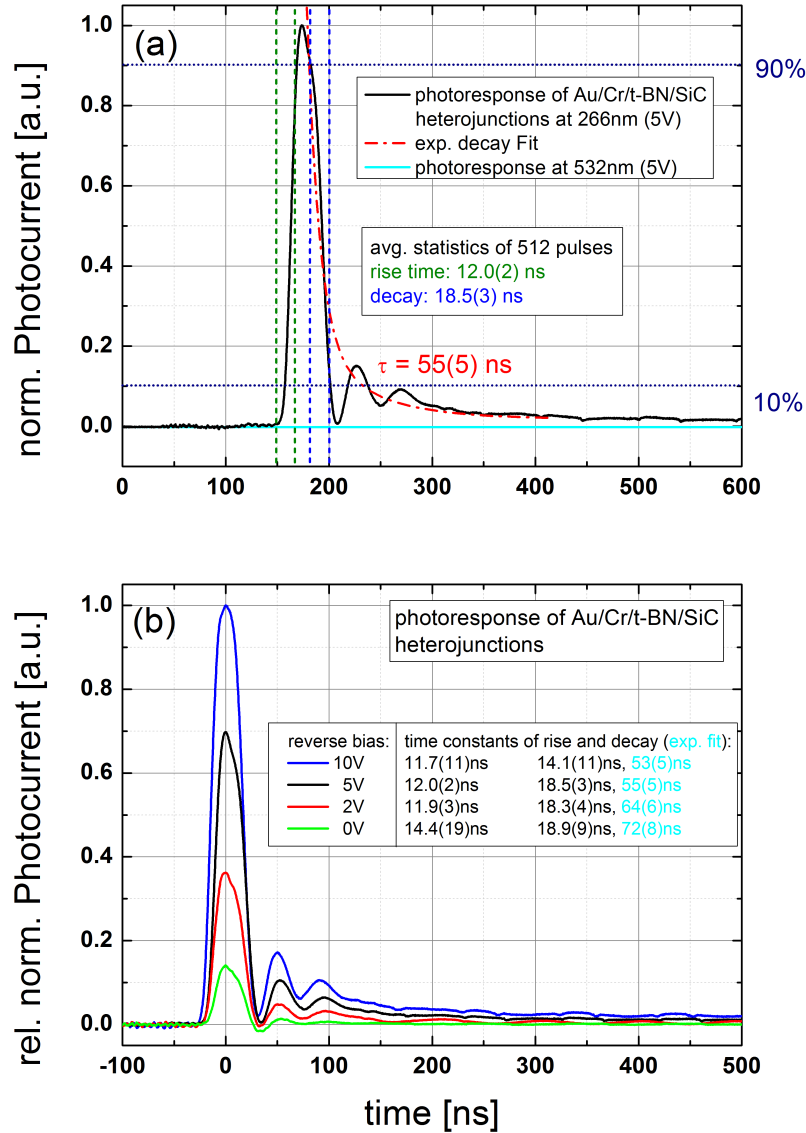 (a)
1.0
0.8
0.6
0.4
0.2
0.0
norm. Photocurrent [a.u.]
90%
10%
photoresponse of Au/Cr/t-BN/SiC
heterojunctions at 266nm (5V)
exp. decay Fit
photoresponse at 532nm (5V)
avg. statistics of 512 pulses
rise time: 12.0(2) ns
decay: 18.5(3) ns
τ = 55(5) ns
0 100 200 300 400 500 600
(b)
1.0
0.8
0.6
0.4
0.2
0.0
rel. norm. Photocurrent [a.u.]
photoresponse of Au/Cr/t-BN/SiC
heterojunctions
reverse bias: time constants of rise and decay (exp. fit):
10V 11.7(11)ns 14.1(11)ns, 53(5)ns
5V 12.0(2)ns 18.5(3)ns, 55(5)ns
2V 11.9(3)ns 18.3(4)ns, 64(6)ns
0V 14.4(19)ns 18.9(9)ns, 72(8)ns
-100 0 100 200 300 400 500
time [ns]